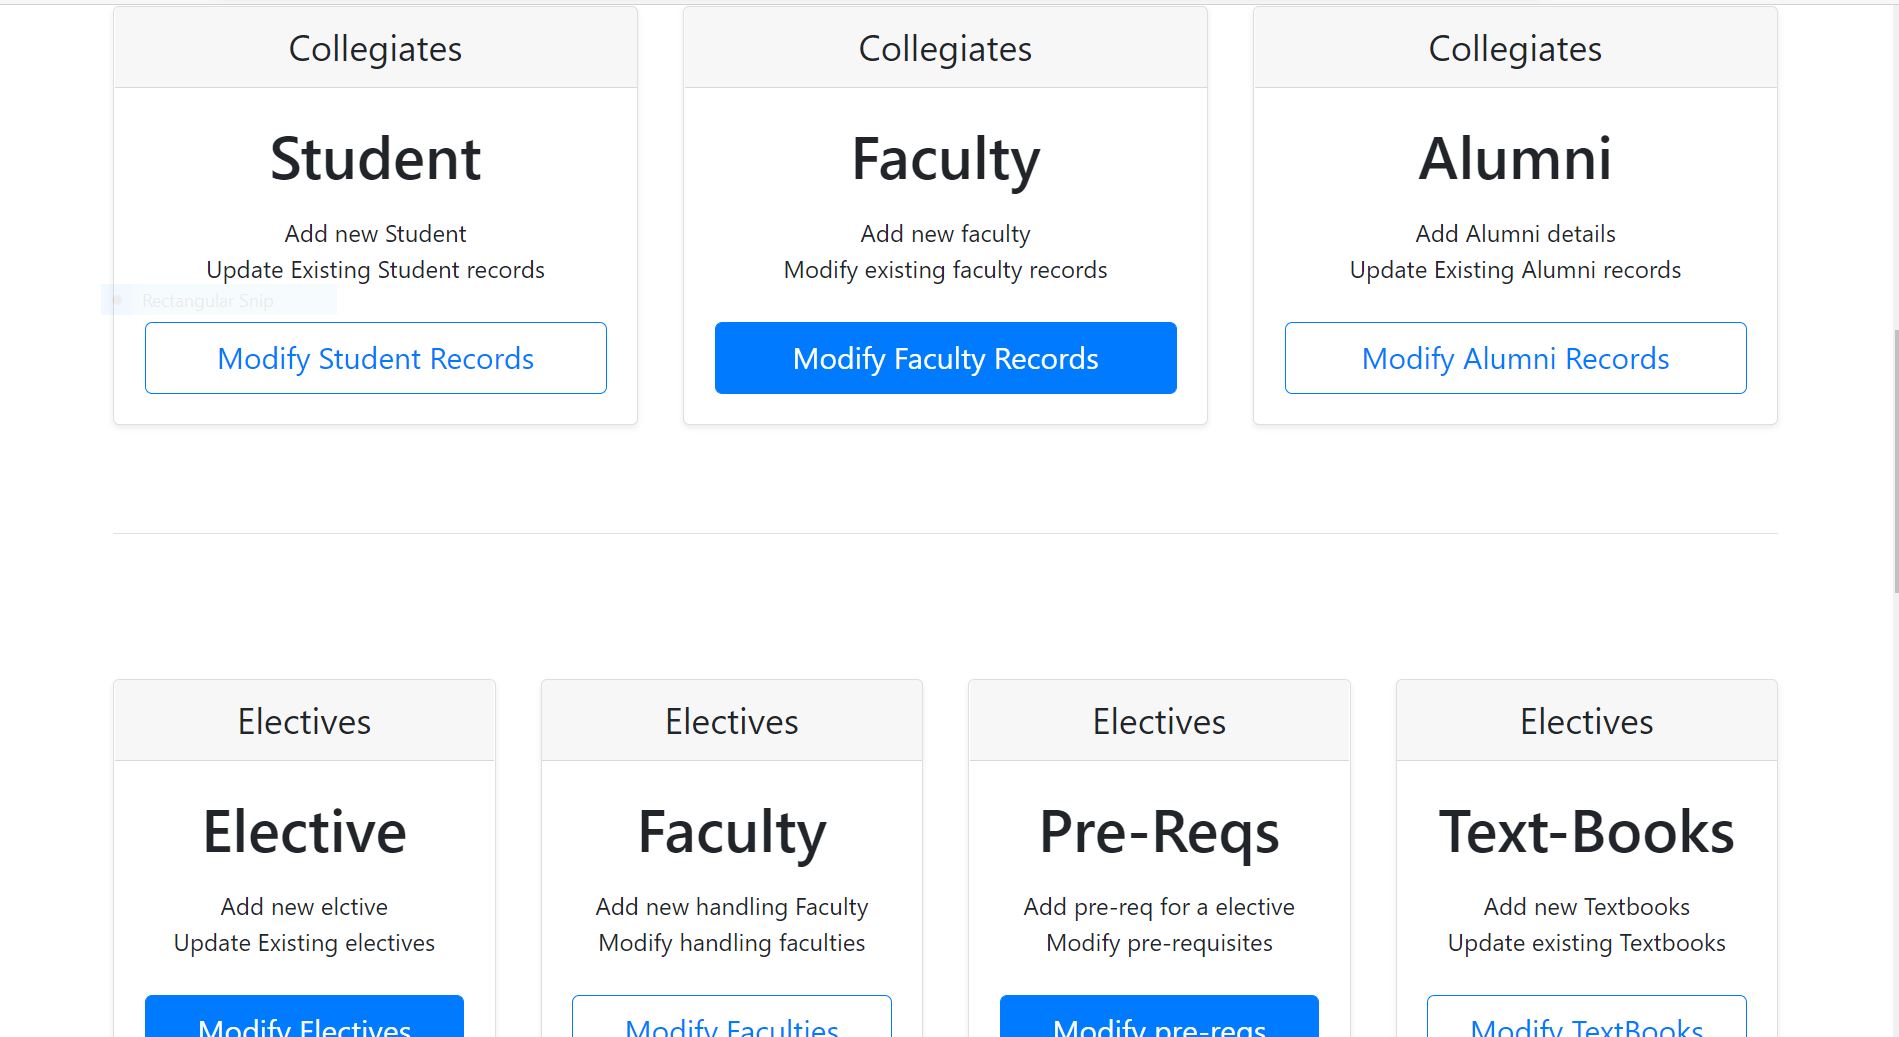 Collegiates
Student
Add new Student
Update Existing Student records
Rectangular Snip
Modify Student Records
Collegiates
Faculty
Add new faculty
Modify existing faculty records
Modify Faculty Records
Collegiates
Alumni
Add Alumni details
Update Existing Alumni records
Modify Alumni Records
Electives
Elective
Add new elctive
Update Existing electives
Modify Electives
Electives
Faculty
Add new handling Faculty
Modify handling faculties
Modify Faculties
Electives
Pre-Reqs
Add pre-req for a elective
Modify pre-requisites
Modify pre-reqs
Electives
Text-Books
Add new Textbooks
Update existing Textbooks
Modify TextBooks